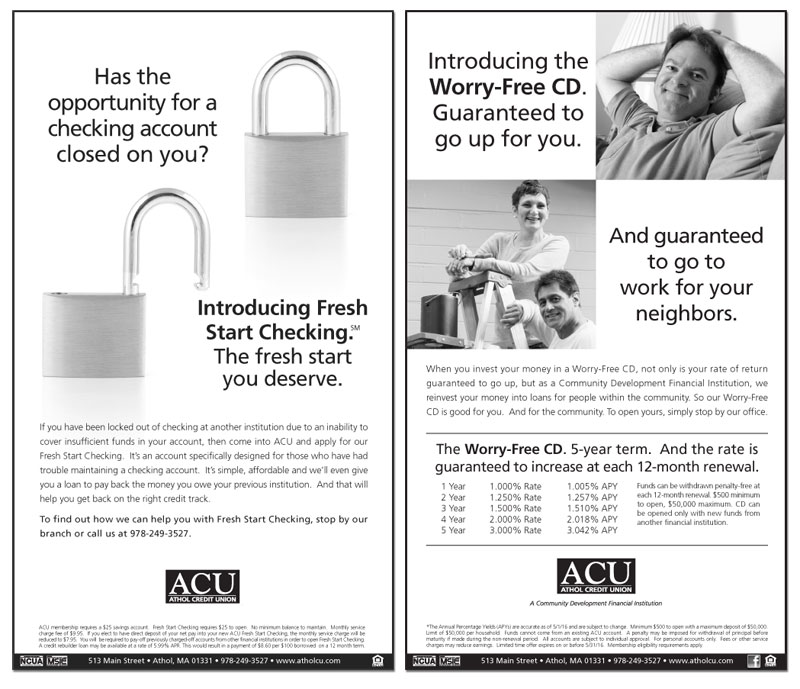 Has the
opportunity for a
checking account
closed on you?
Introducing Fresh
Start Checking.℠
The fresh start
you deserve.
If you have been locked out of checking at another institution due to an inability to
cover insufficient funds in your account, then come into ACU and apply for our
Fresh Start Checking. It's an account specifically designed for those who have had
trouble maintaining a checking account. It's simple, affordable and we'll even give
you a loan to pay back the money you owe your previous institution. And that will
help you get back on the right credit track.
To find out how we can help you with Fresh Start Checking, stop by our
branch or call us at 978-249-3527.
ACU
ATHOL CREDIT UNION
ACU membership requires a $25 savings account. Fresh Start Checking requires $25 to open. No minimum balance to maintain. Monthly service
charge fee of $9.95. If you elect to have direct deposit of your net pay into your new ACU Fresh Start Checking, the monthly service charge will be
reduced to $7.95. You will be required to pay-off previously charged-off accounts from other financial institutions in order to open Fresh Start Checking.
A credit rebuilder loan may be available at a rate of 5.99% APR. This would result in a payment of $8.60 per $100 borrowed on a 12 month term.
NCUA MSIC 513 Main Street • Athol, MA 01331 • 978-249-3527 • www.atholcu.com
Introducing the
Worry-Free CD.
Guaranteed to
go up for you.
And guaranteed
to go to
work for your
neighbors.
When you invest your money in a Worry-Free CD, not only is your rate of return
guaranteed to go up, but as a Community Development Financial Institution, we
reinvest your money into loans for people within the community. So our Worry-Free
CD is good for you. And for the community. To open yours, simply stop by our office.
The Worry-Free CD. 5-year term. And the rate is
guaranteed to increase at each 12-month renewal.
1 Year 1.000% Rate 1.005% APY
2 Year 1.250% Rate 1.257% APY
3 Year 1.500% Rate 1.510% APY
4 Year 2.000% Rate 2.018% APY
5 Year 3.000% Rate 3.042% APY
Funds can be withdrawn penalty-free at
each 12-month renewal. $500 minimum
to open, $50,000 maximum. CD can
be opened only with new funds from
another financial institution.
ACU
ATHOL CREDIT UNION
A Community Development Financial Institution
*The Annual Percentage Yields (APYs) are accurate as of 5/1/16 and are subject to change. Minimum $500 to open with a maximum deposit of $50,000.
Limit of $50,000 per household. Funds cannot come from an existing ACU account. A penalty may be imposed for withdrawal of principal before
maturity if made during the non-renewal period. All accounts are subject to individual approval. For personal accounts only. Fees or other service
charges may reduce earnings. Limited time offer expires on or before 5/31/16. Membership eligibility requirements apply.
NCUA MSIC 513 Main Street • Athol, MA 01331 • 978-249-3527 • www.atholcu.com f